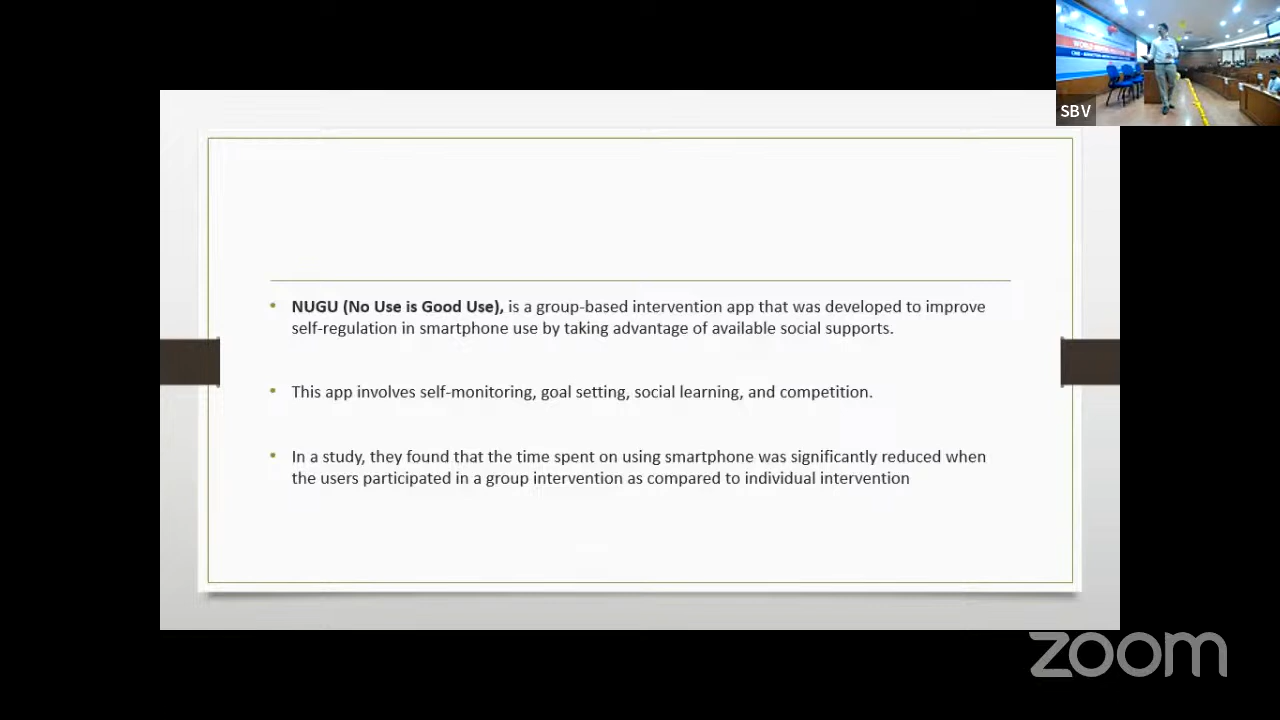 SBV
• NUGU (No Use is Good Use), is a group-based intervention app that was developed to improve
self-regulation in smartphone use by taking advantage of available social supports.
• This app involves self-monitoring, goal setting, social learning, and competition.
• In a study, they found that the time spent on using smartphone was significantly reduced when
the users participated in a group intervention as compared to individual intervention
zoom